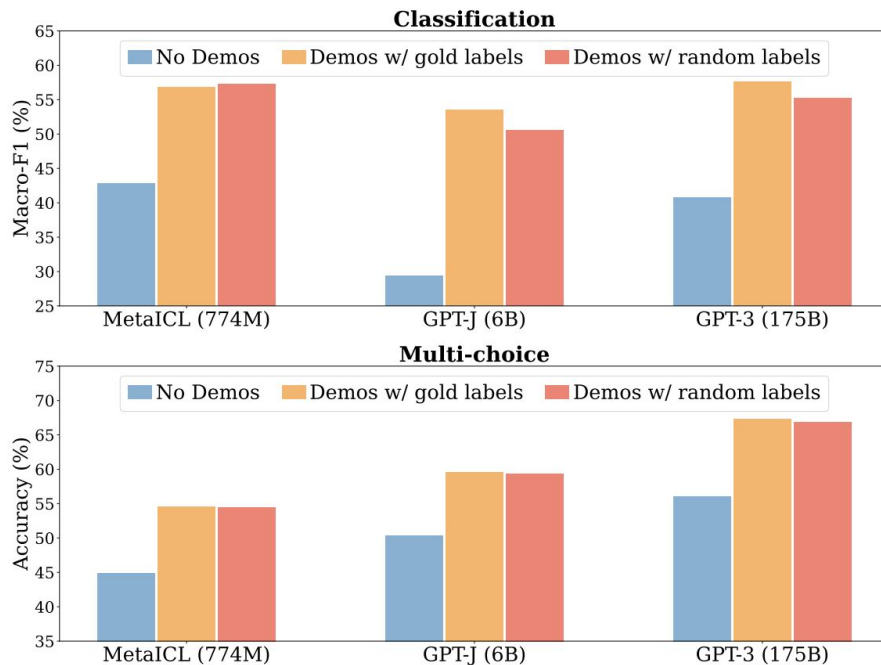 Classification
65
60
55
50
45
40
35
30
25
Macro-F1 (%)
No Demos Demos w/ gold labels Demos w/ random labels
MetaICL (774M) GPT-J (6B) GPT-3 (175B)
Multi-choice
75
70
65
60
55
50
45
40
35
Accuracy (%)
No Demos Demos w/ gold labels Demos w/ random labels
MetaICL (774M) GPT-J (6B) GPT-3 (175B)